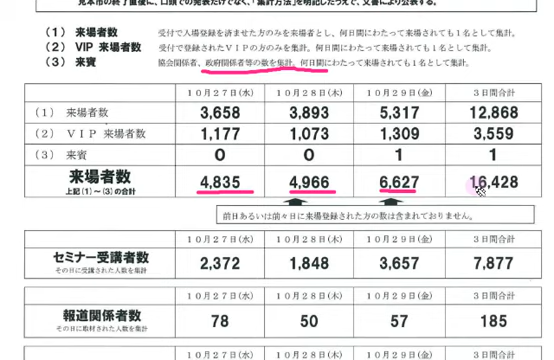 見本市の終了直後に、口頭での発表だけでなく、「集計方法」を明記したうえで、文書により公表する。
(1) 来場者 受付で入場登録を済ませた方のみを来場者とし、何日間にわたって来場されても1名として集計。
(2) VIP 来場者 受付で登録されたVIPの方のみを集計。何日間にわたって来場されても1名として集計。
(3) 来賓 協会関係者、政府関係者等の数を集計。何日間にわたって来場されても1名として集計。
10月27日(水) 10月28日(木) 10月29日(金) 3日間合計
(1) 来場者 3,658 3,893 5,317 12,868
(2) VIP 来場者 1,177 1,073 1,309 3,559
(3) 来賓 0 0 1 1
来場者数 4,835 4,966 6,627 16,428
上記(1)~(3)の合計
前日あるいは前々日に来場登録された方の数は含まれておりません。
10月27日(水) 10月28日(木) 10月29日(金) 3日間合計
セミナー受講者数 2,372 1,848 3,657 7,877
その日に受講された人数を集計
10月27日(水) 10月28日(木) 10月29日(金) 3日間合計
報道関係者数 78 50 57 185
その日に取材された人数を集計
10月27日(水) 10月28日(木) 10月29日(金) 3日間合計